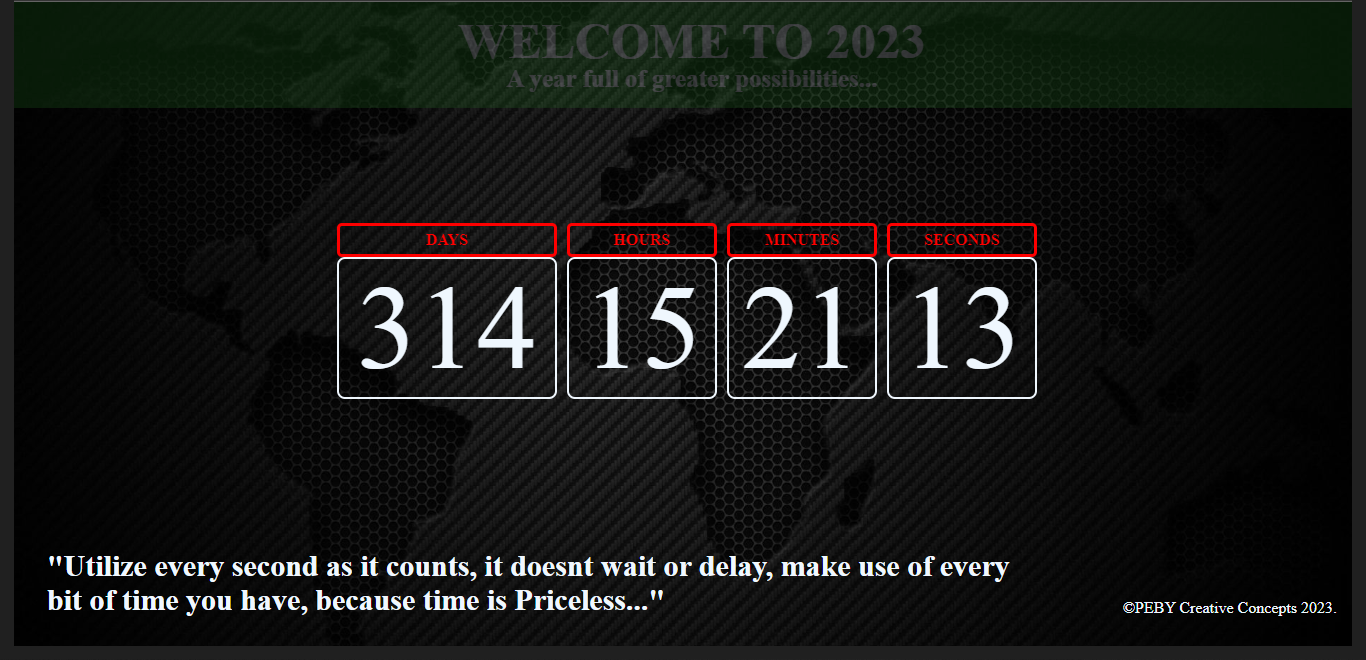 WELCOME TO 2023
A year full of greater possibilities...
DAYS HOURS MINUTES SECONDS
314 15 21 13
"Utilize every second as it counts, it doesnt wait or delay, make use of every
bit of time you have, because time is Priceless..."
©PEBY Creative Concepts 2023.